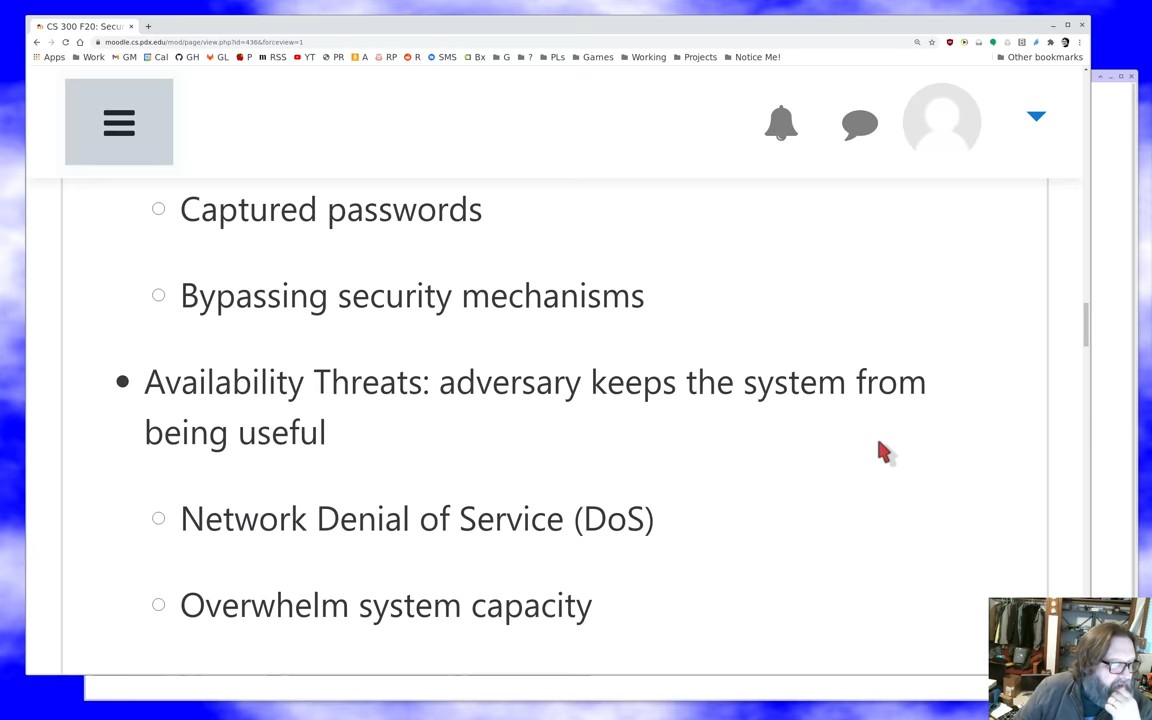 CS 300 F20: Secur
moodle.cs.pdx.edu/mod/page/view.php?id=436&forceview=1
Apps Work GM Cal GH GL P RSS YT PR A RP R SMS Bx G ? PLs Games Working Projects Notice Me! Other bookmarks
Captured passwords
Bypassing security mechanisms
Availability Threats: adversary keeps the system from
being useful
Network Denial of Service (DoS)
Overwhelm system capacity